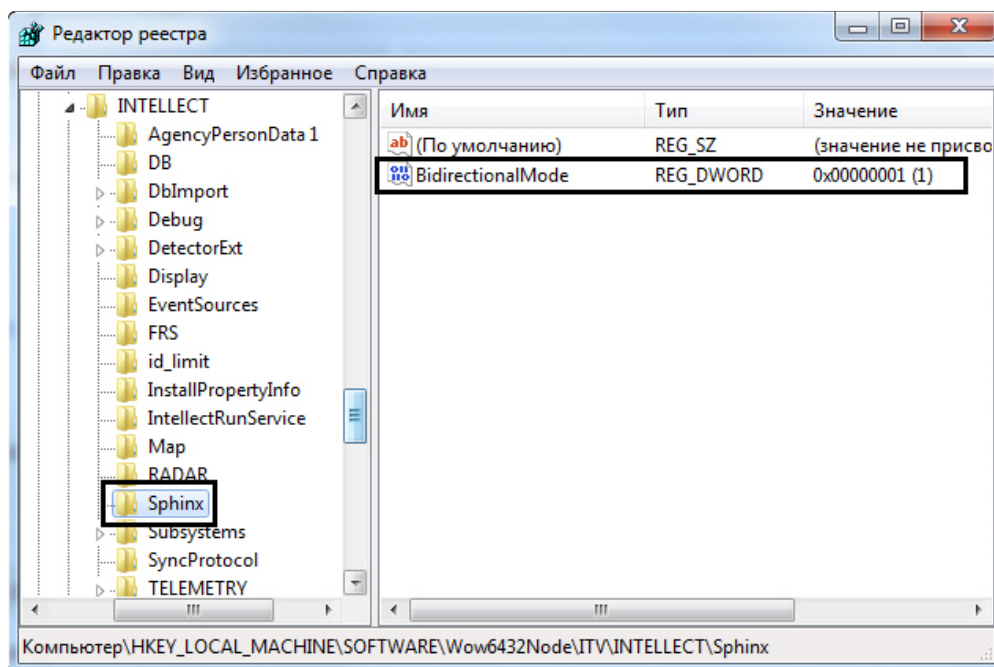 Редактор реестра
Файл Правка Вид Избранное Справка
INTELLECT
AgencyPersonData 1
DB
DbImport
Debug
DetectorExt
Display
EventSources
FRS
id_limit
InstallPropertyInfo
IntellectRunService
Map
RADAR
Sphinx
Subsystems
SyncProtocol
TELEMETRY
Имя Тип Значение
(По умолчанию) REG_SZ (значение не присво
BidirectionalMode REG_DWORD 0x00000001 (1)
Компьютер\HKEY_LOCAL_MACHINE\SOFTWARE\Wow6432Node\ITV\INTELLECT\Sphinx